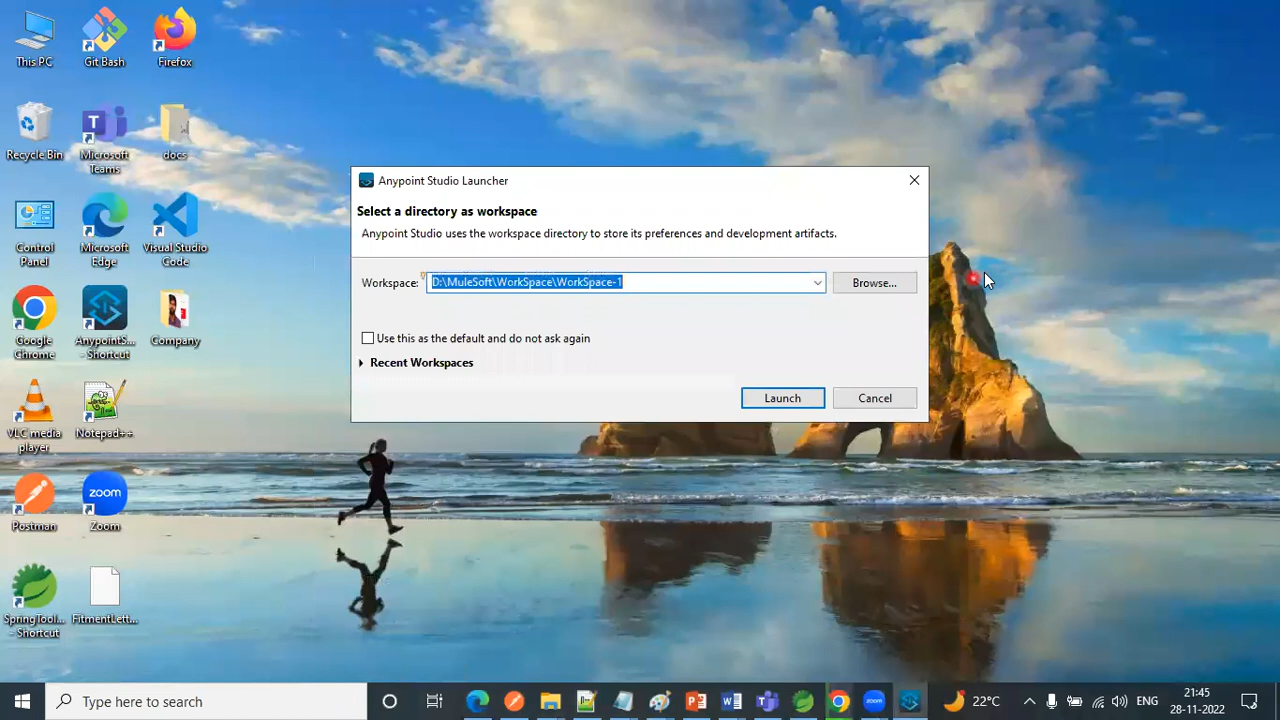 This PC
Git Bash
Firefox
Recycle Bin
Microsoft
Teams
docs
Control
Panel
Microsoft
Edge
Visual Studio
Code
Google
Chrome
AnypointS...
- Shortcut
Company
VLC media
player
Notepad++
Postman
zoom
Zoom
SpringTool...
- Shortcut
FitmentLett...
Anypoint Studio Launcher
Select a directory as workspace
Anypoint Studio uses the workspace directory to store its preferences and development artifacts.
Workspace: D:\MuleSoft\WorkSpace\WorkSpace-1 Browse...
Use this as the default and do not ask again
Recent Workspaces
Launch Cancel
Type here to search
22°C
ENG
21:45
28-11-2022